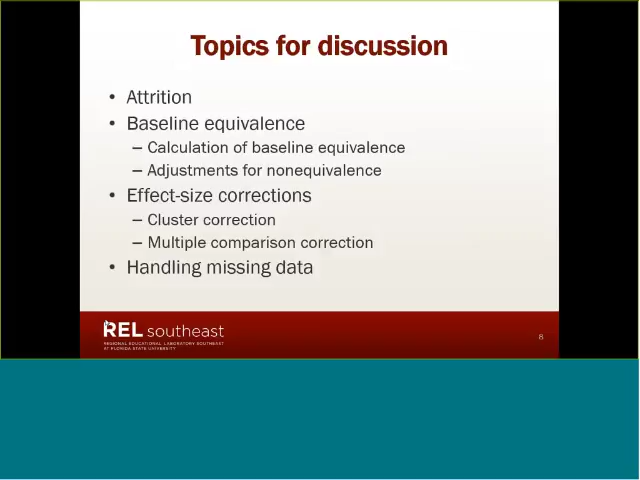 Topics for discussion
• Attrition
• Baseline equivalence
– Calculation of baseline equivalence
– Adjustments for nonequivalence
• Effect-size corrections
– Cluster correction
– Multiple comparison correction
• Handling missing data
REL southeast
REGIONAL EDUCATIONAL LABORATORY SOUTHEAST
AT FLORIDA STATE UNIVERSITY
8